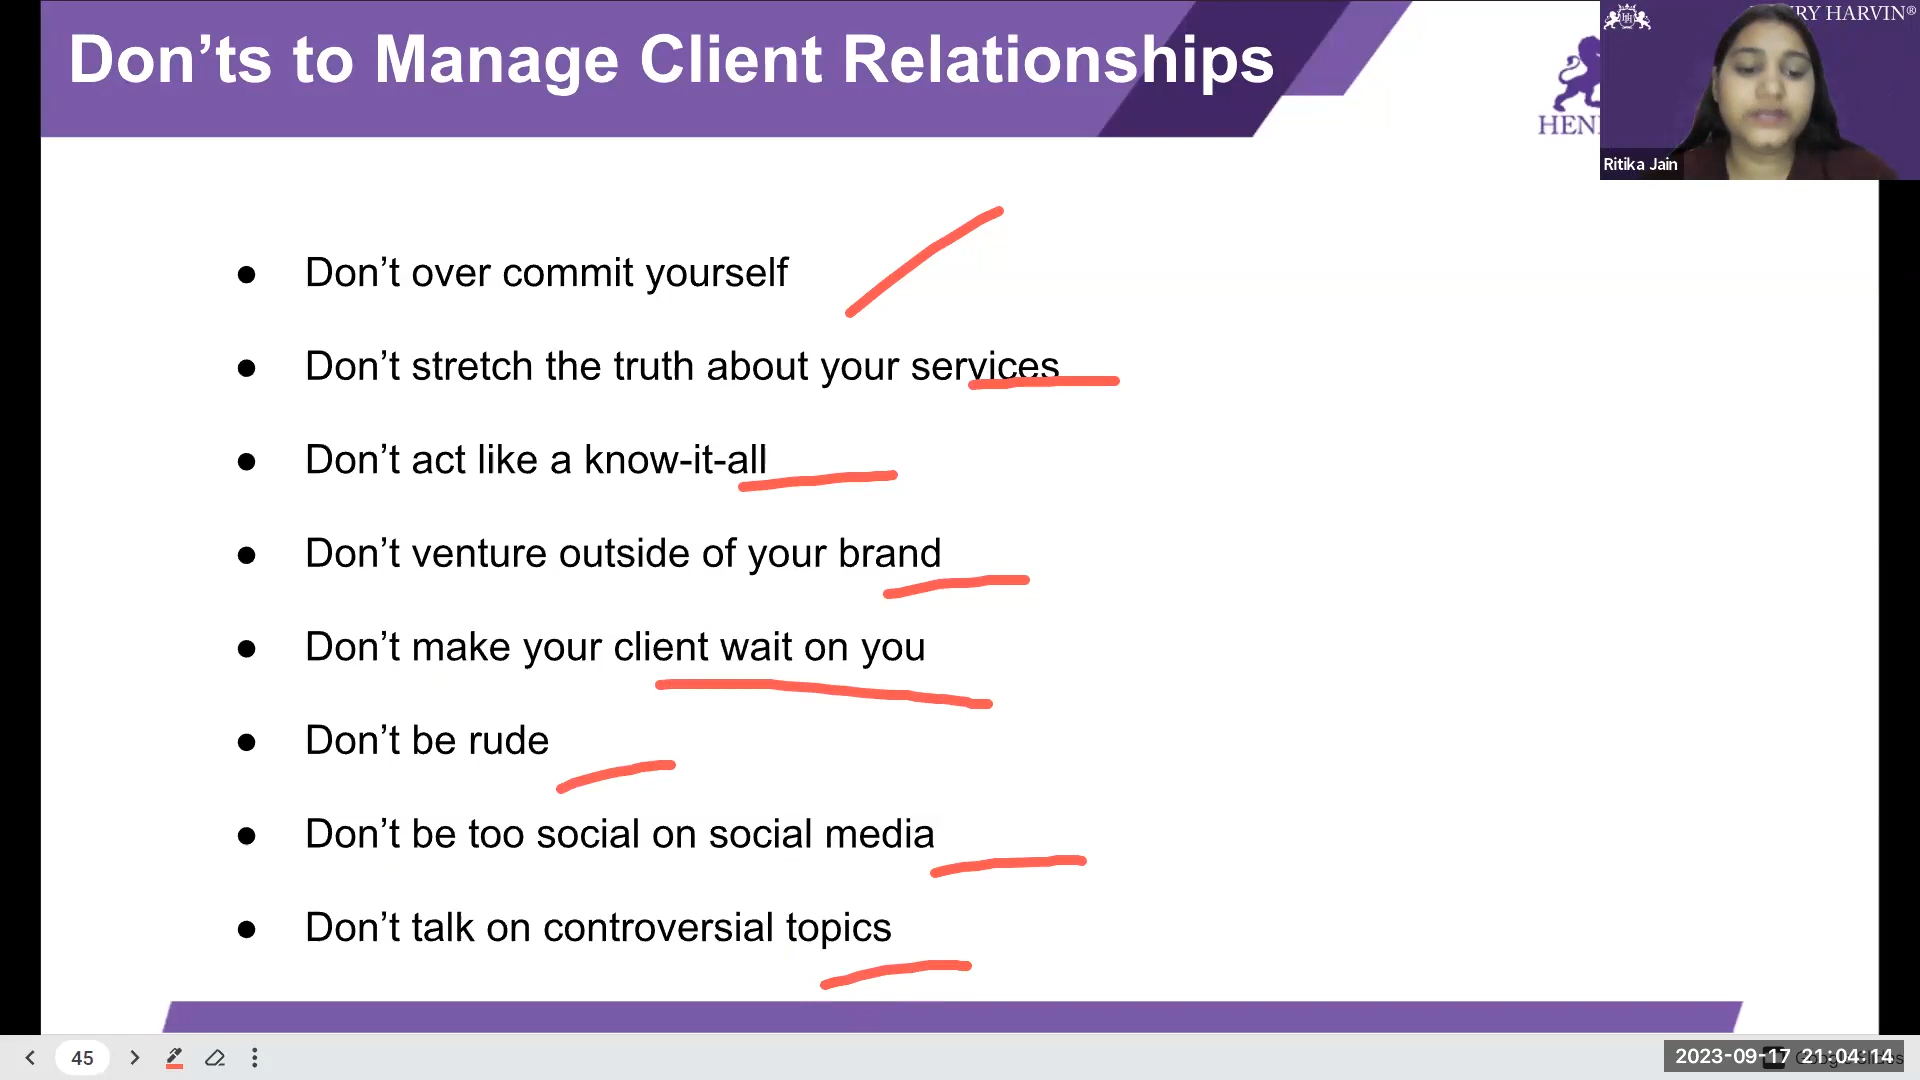 Don’ts to Manage Client Relationships
RY HARVIN®
HEN
Ritika Jain
● Don’t over commit yourself
● Don’t stretch the truth about your services
● Don’t act like a know-it-all
● Don’t venture outside of your brand
● Don’t make your client wait on you
● Don’t be rude
● Don’t be too social on social media
● Don’t talk on controversial topics
45
2023-09-17 21:04:14